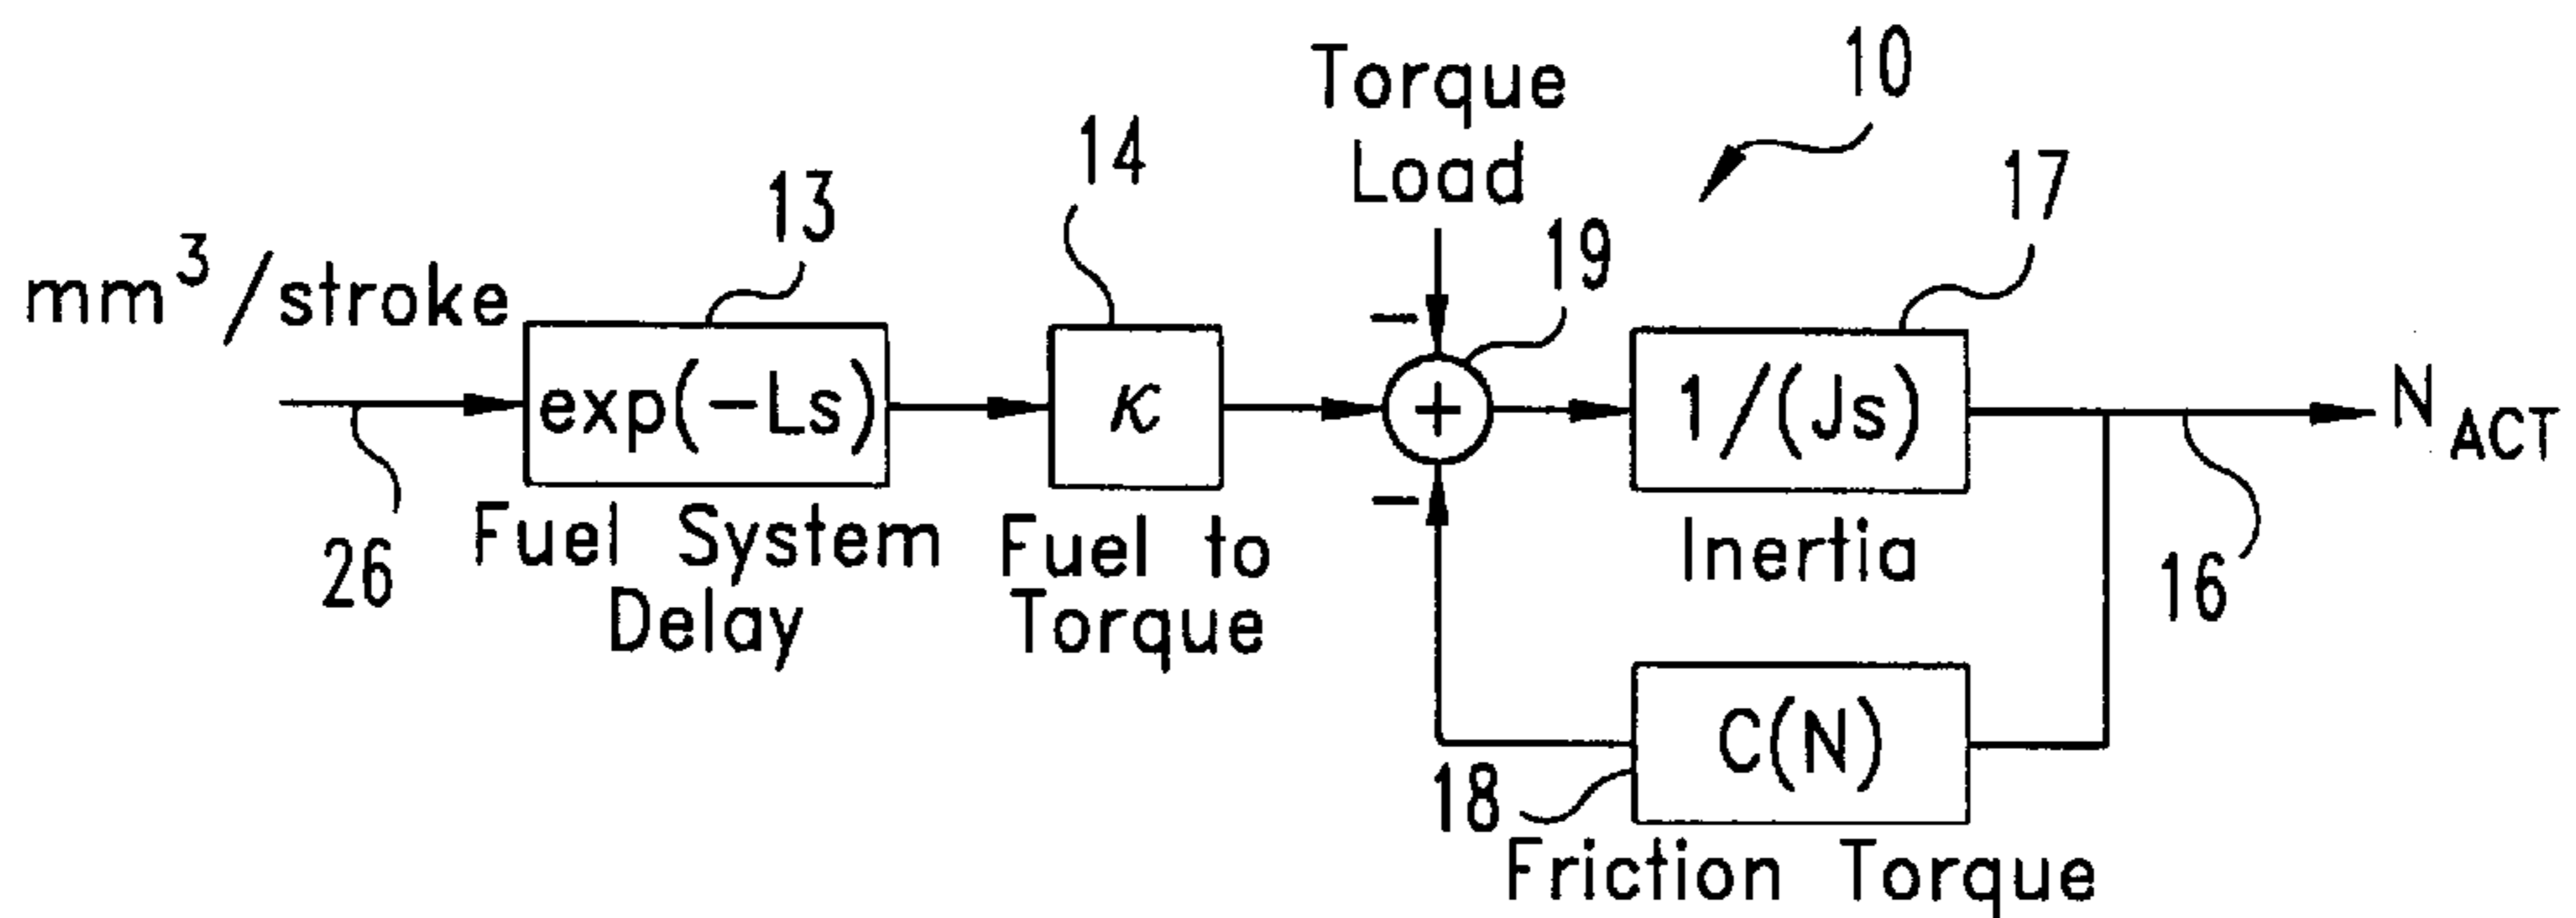 mm³/stroke
26
exp(-Ls)
13
Fuel System
Delay
κ
14
Fuel to
Torque
Torque
Load
-
+
-
19
10
1/(Js)
17
Inertia
16
N_ACT
C(N)
18
Friction Torque